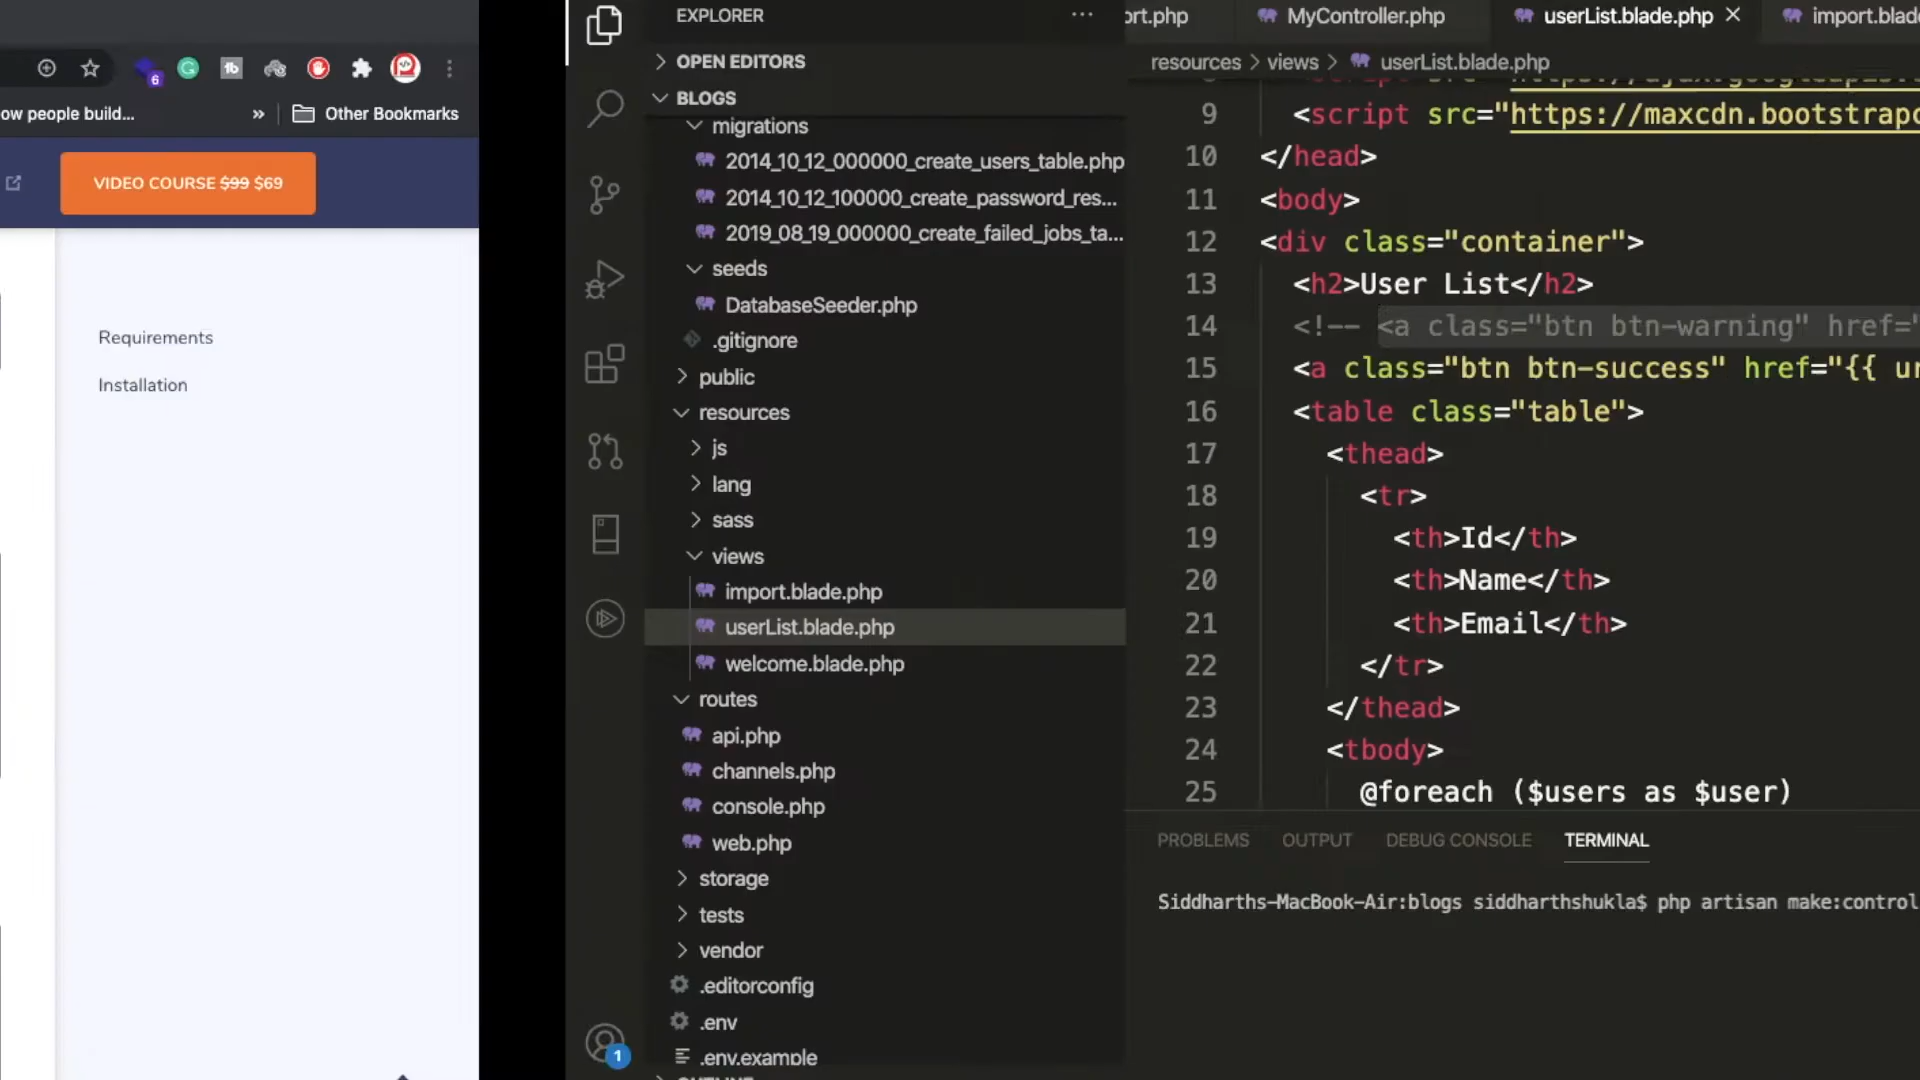 6
ow people build...
»
Other Bookmarks
VIDEO COURSE $99 $69
Requirements
Installation
EXPLORER
OPEN EDITORS
BLOGS
migrations
2014_10_12_000000_create_users_table.php
2014_10_12_100000_create_password_res...
2019_08_19_000000_create_failed_jobs_ta...
seeds
DatabaseSeeder.php
.gitignore
public
resources
js
lang
sass
views
import.blade.php
userList.blade.php
welcome.blade.php
routes
api.php
channels.php
console.php
web.php
storage
tests
vendor
.editorconfig
.env
.env.example
OUTLINE
1
ort.php
MyController.php
userList.blade.php
import.blad
resources > views > userList.blade.php
9 <script src="https://maxcdn.bootstrapc
10 </head>
11 <body>
12 <div class="container">
13 <h2>User List</h2>
14 <!-- <a class="btn btn-warning" href="
15 <a class="btn btn-success" href="{{ ur
16 <table class="table">
17 <thead>
18 <tr>
19 <th>Id</th>
20 <th>Name</th>
21 <th>Email</th>
22 </tr>
23 </thead>
24 <tbody>
25 @foreach ($users as $user)
PROBLEMS OUTPUT DEBUG CONSOLE TERMINAL
Siddharths-MacBook-Air:blogs siddharthshukla$ php artisan make:control